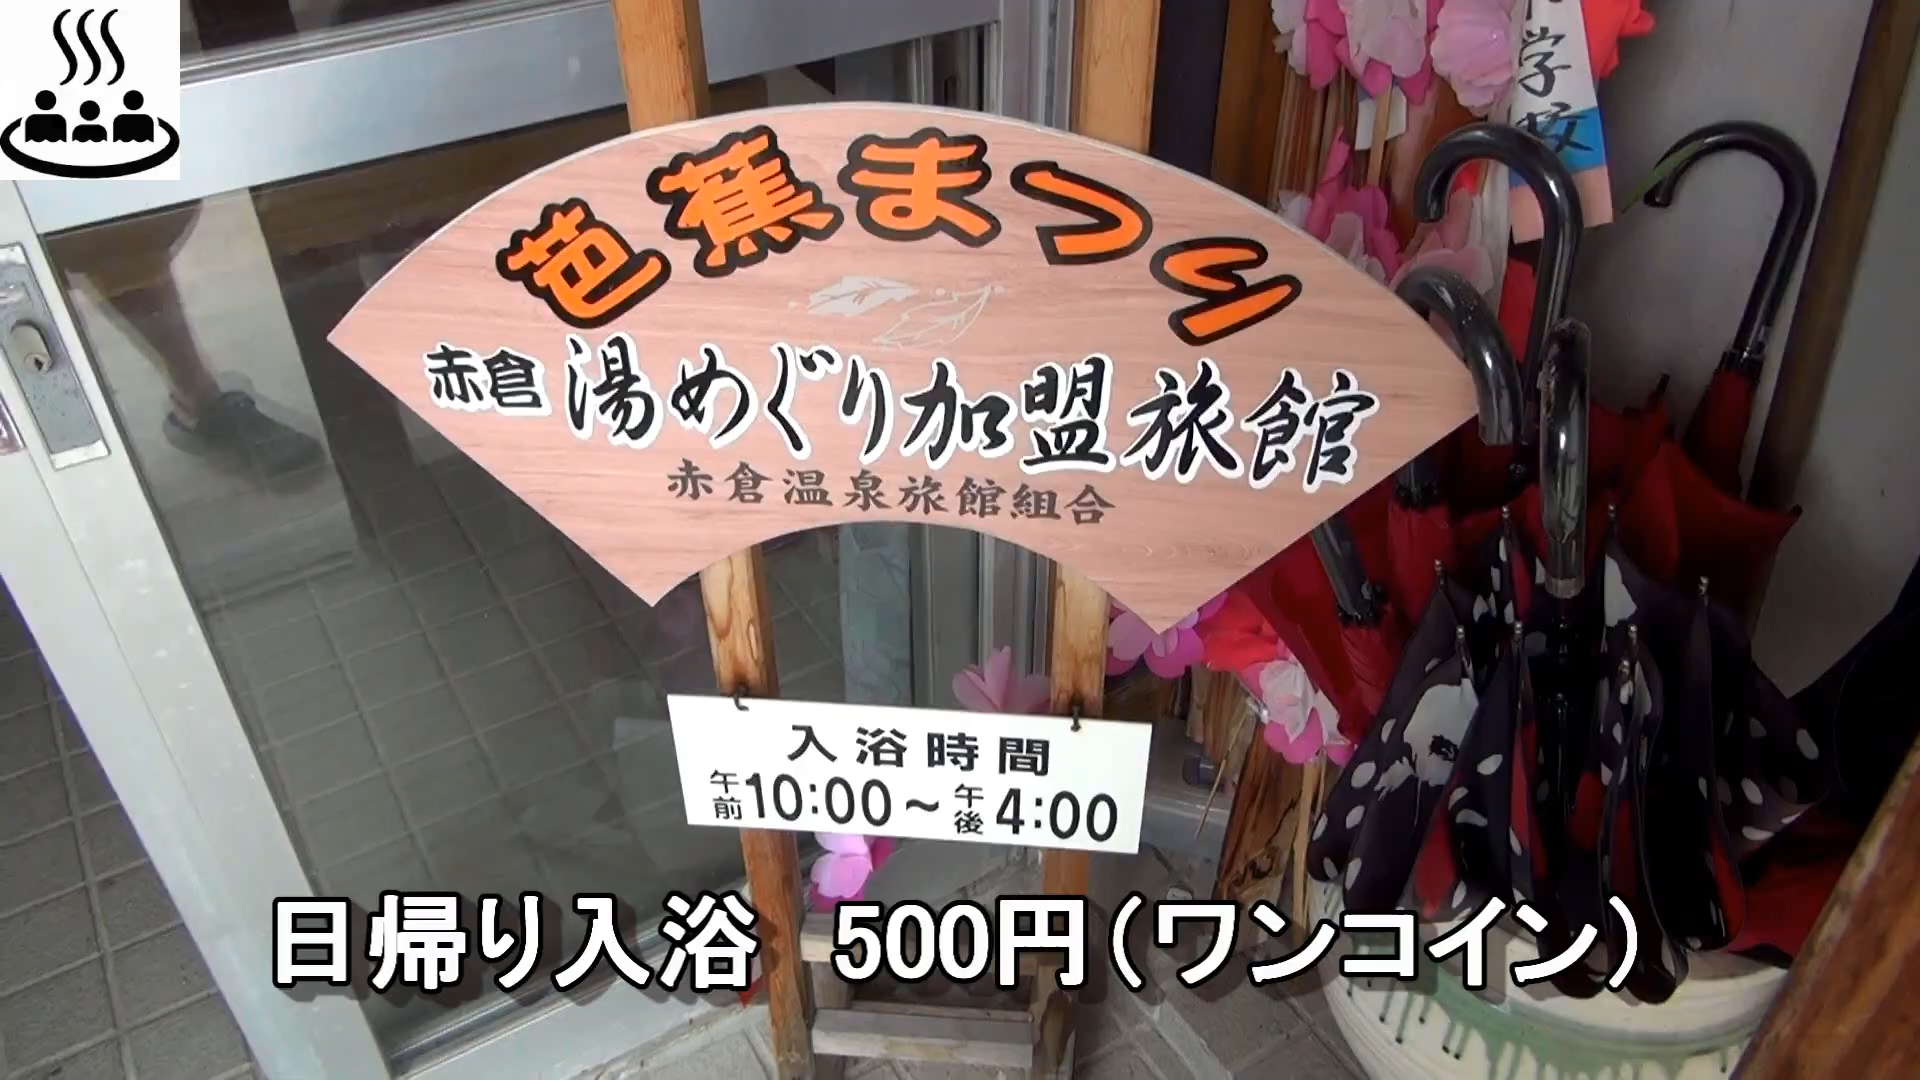 学校
芭蕉まつり
赤倉 湯めぐり加盟旅館
赤倉温泉旅館組合
入浴時間
午前10:00～午後4:00
日帰り入浴 500円（ワンコイン）